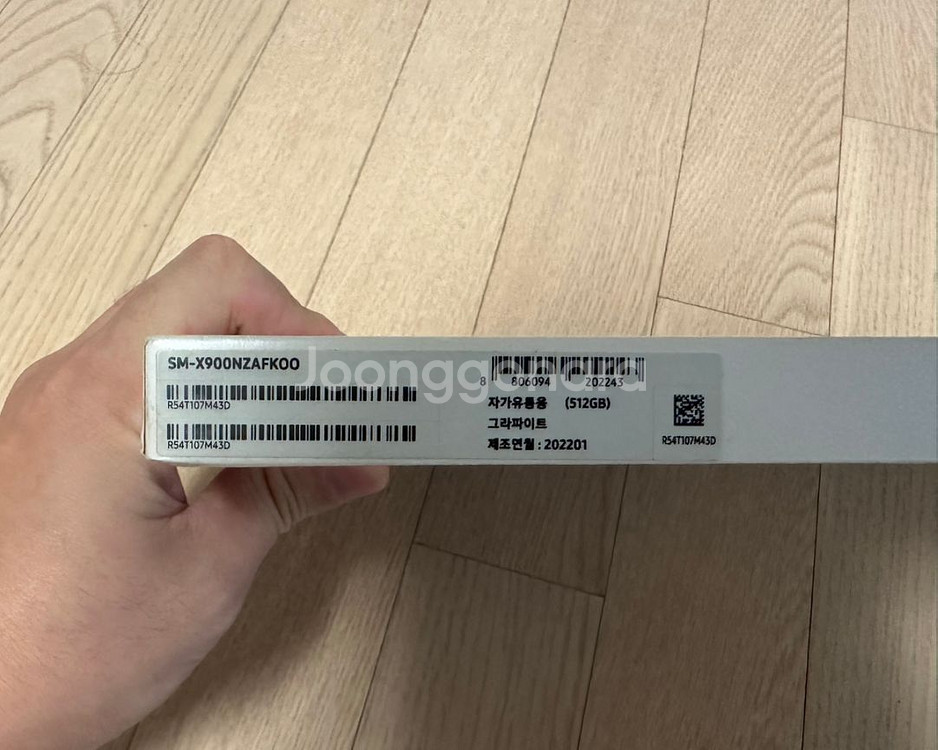 SM-X900NZAFKOO
R54T107M43D
R54T107M43D
8 806094 202243
자가유통용 (512GB)
그라파이트
제조연월 : 202201
R54T107M43D
Joonggonara